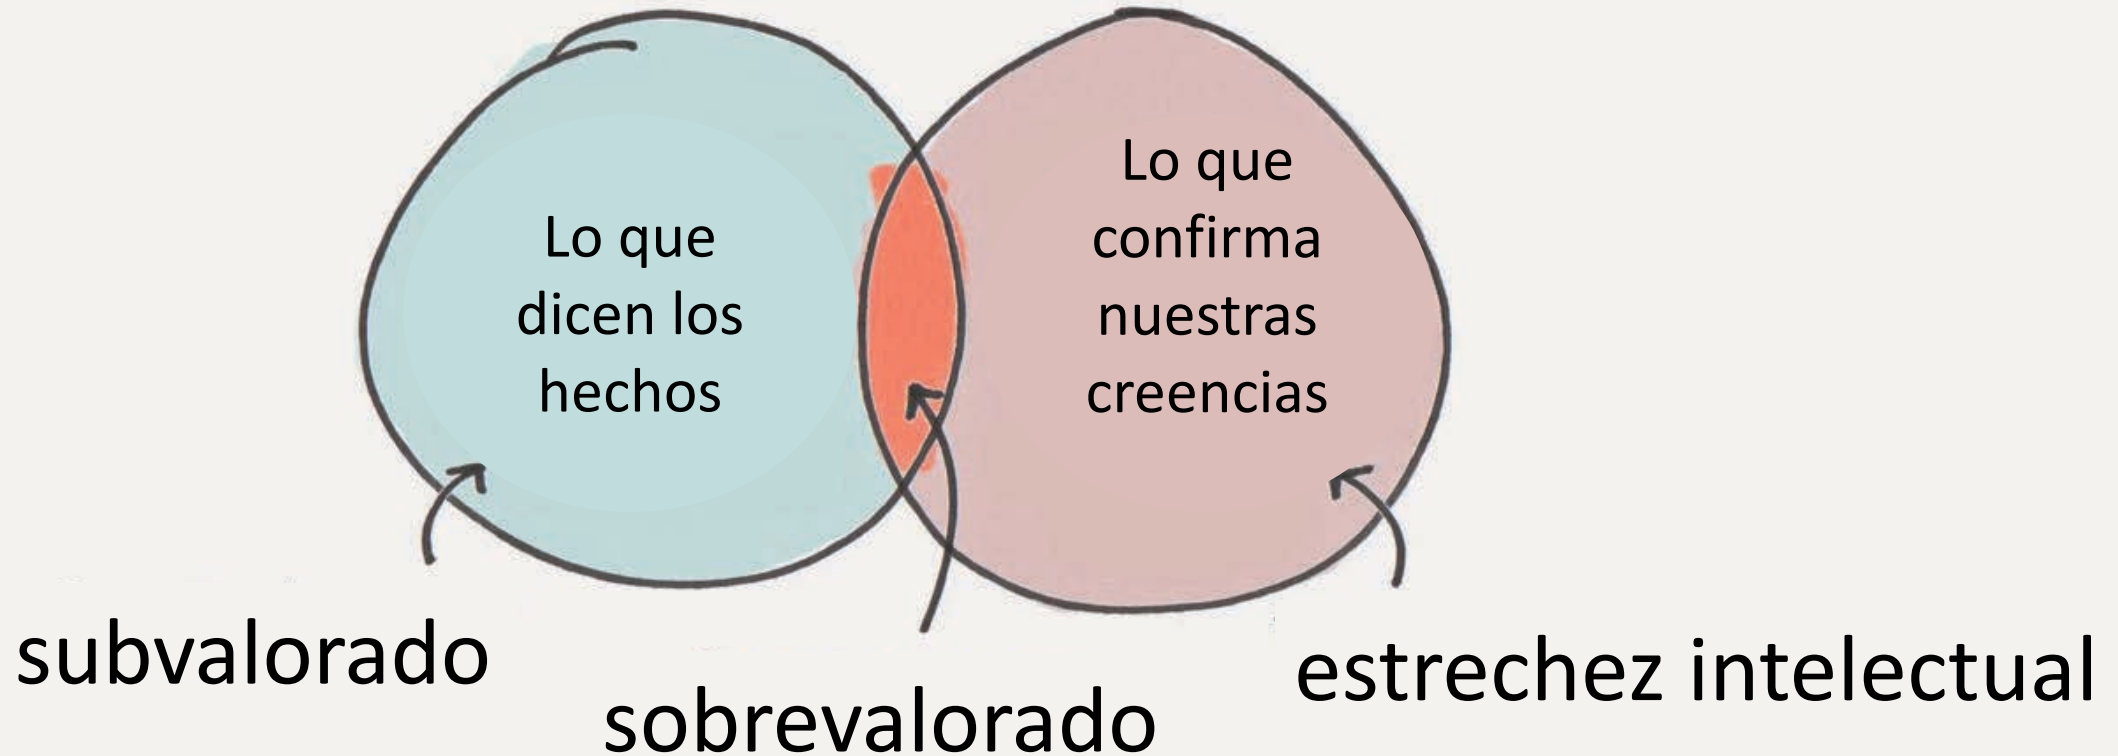 Lo que
dicen los
hechos
Lo que
confirma
nuestras
creencias
subvalorado
sobrevalorado
estrechez intelectual